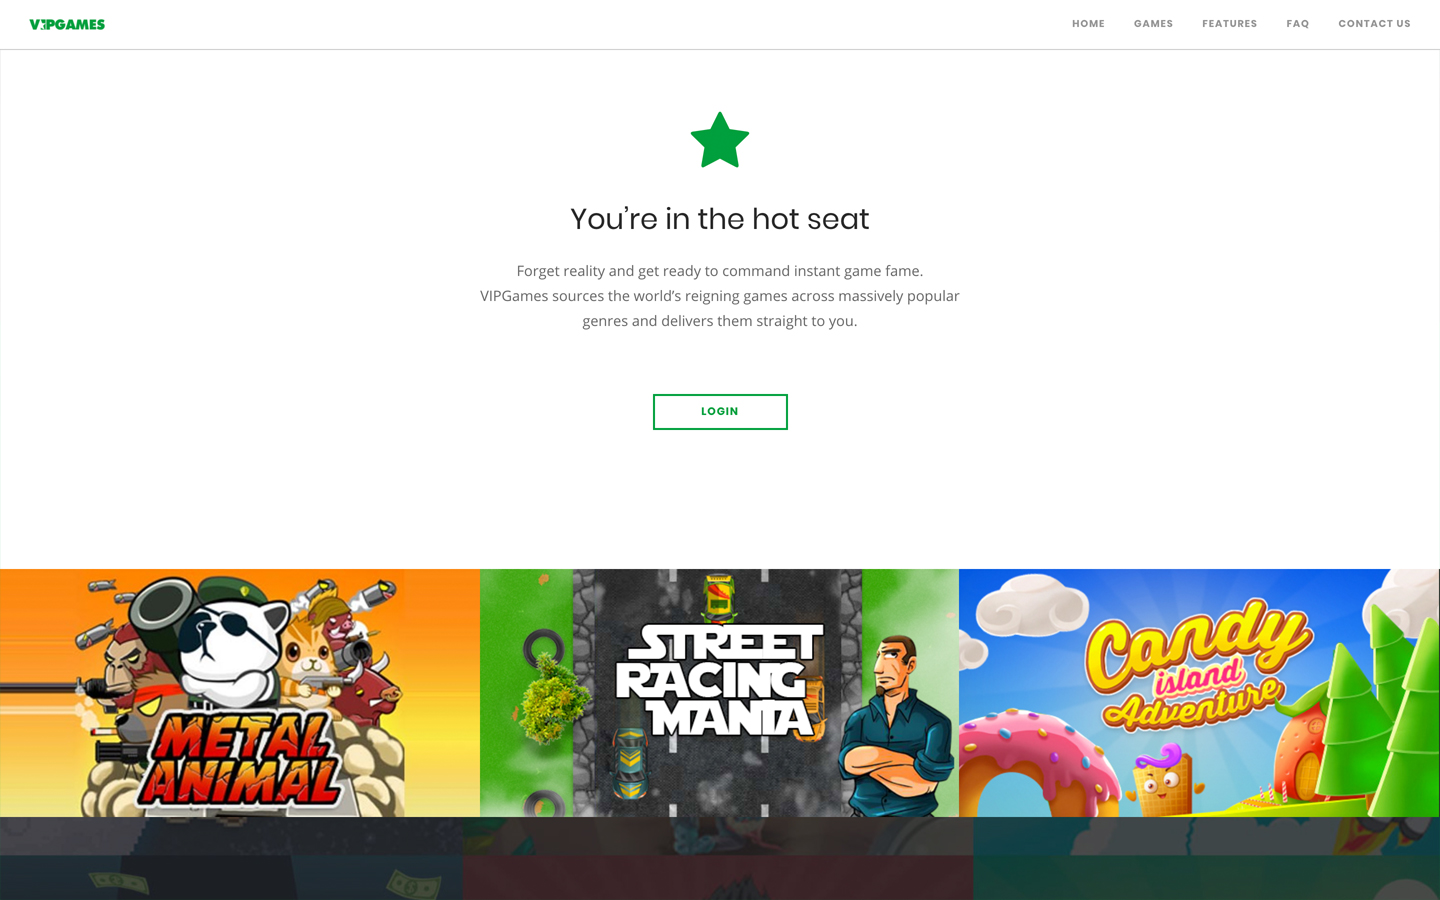 VIPGAMES
HOME
GAMES
FEATURES
FAQ
CONTACT US
You’re in the hot seat
Forget reality and get ready to command instant game fame.
VIPGames sources the world’s reigning games across massively popular
genres and delivers them straight to you.
LOGIN
METAL
ANIMAL
STREET
RACING
MANIA
Candy
island
Adventure